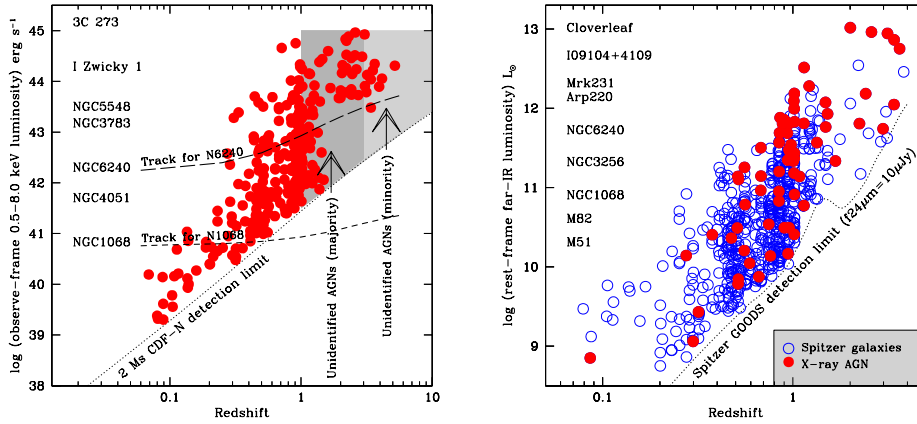 log (observe-frame 0.5-8.0 keV luminosity) erg s⁻¹
45
44
43
42
41
40
39
38
3C 273
I Zwicky 1
NGC5548
NGC3783
NGC6240
NGC4051
NGC1068
Track for N6240
Track for N1068
2 Ms CDF-N detection limit
Unidentified AGNs (majority)
Unidentified AGNs (minority)
0.1
1
10
Redshift
log (rest-frame far-IR luminosity) L⊙
13
12
11
10
9
Cloverleaf
I09104+4109
Mrk231
Arp220
NGC6240
NGC3256
NGC1068
M82
M51
Spitzer GOODS detection limit (f24μm=10μJy)
Spitzer galaxies
X-ray AGN
0.1
1
Redshift